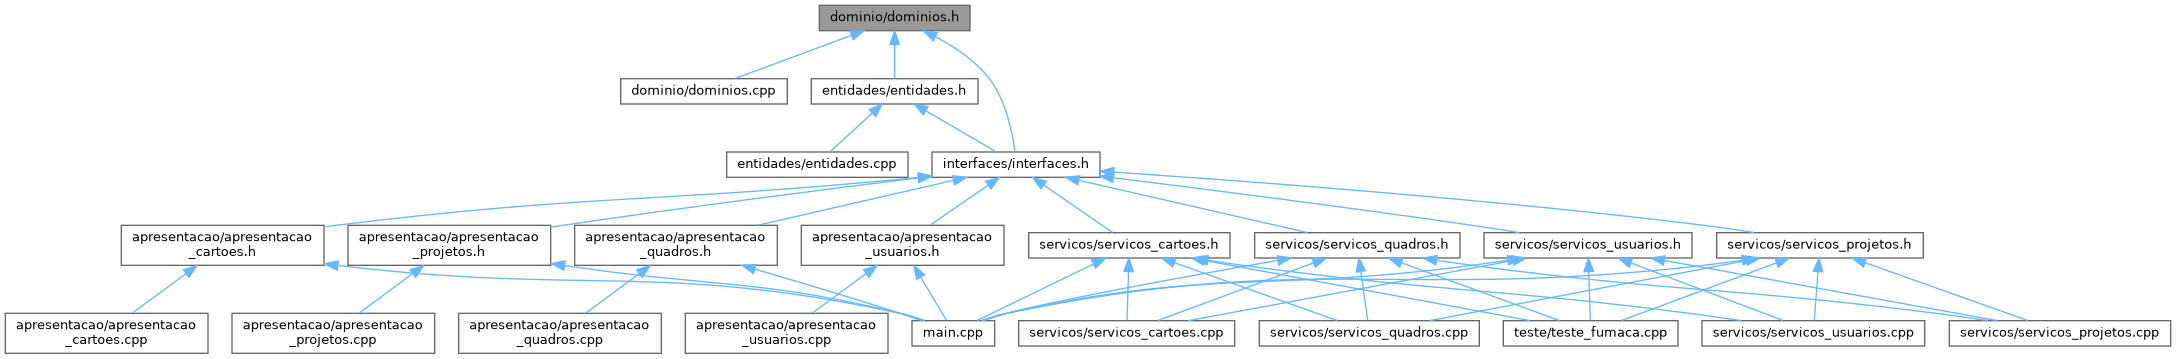 dominio/dominios.h
dominio/dominios.cpp
entidades/entidades.h
entidades/entidades.cpp
interfaces/interfaces.h
apresentacao/apresentacao
_cartoes.h
apresentacao/apresentacao
_projetos.h
apresentacao/apresentacao
_quadros.h
apresentacao/apresentacao
_usuarios.h
servicos/servicos_cartoes.h
servicos/servicos_quadros.h
servicos/servicos_usuarios.h
servicos/servicos_projetos.h
apresentacao/apresentacao
_cartoes.cpp
apresentacao/apresentacao
_projetos.cpp
apresentacao/apresentacao
_quadros.cpp
apresentacao/apresentacao
_usuarios.cpp
main.cpp
servicos/servicos_cartoes.cpp
servicos/servicos_quadros.cpp
teste/teste_fumaca.cpp
servicos/servicos_usuarios.cpp
servicos/servicos_projetos.cpp